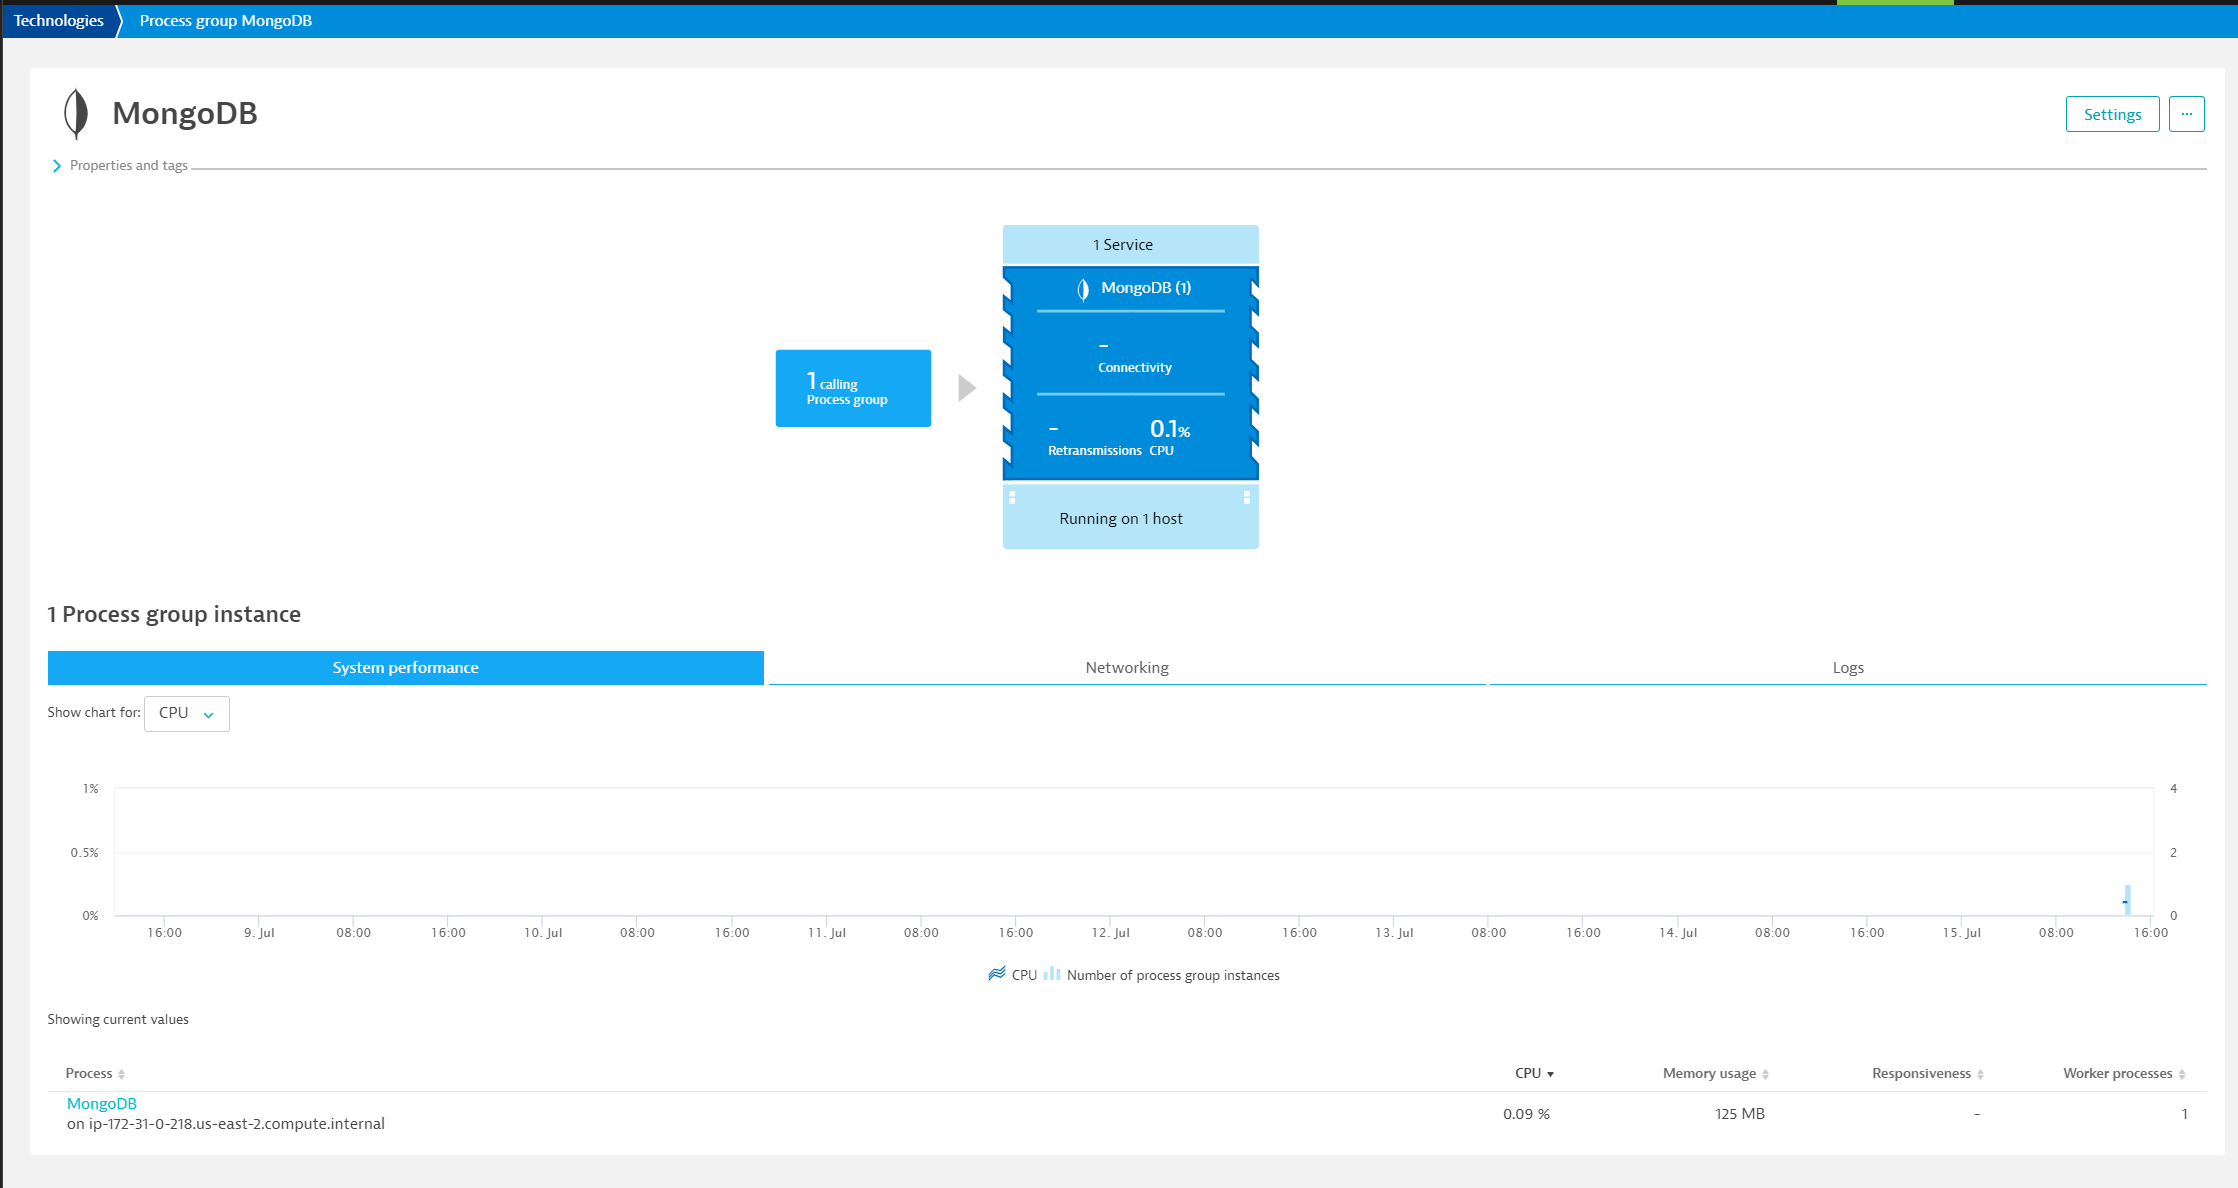 Technologies
Process group MongoDB
MongoDB
Settings
...
Properties and tags
1 Service
MongoDB (1)
-
Connectivity
1 calling
Process group
-
0.1%
Retransmissions
CPU
Running on 1 host
1 Process group instance
System performance
Networking
Logs
Show chart for:
CPU
1%
4
0.5%
2
0%
0
16:00 9. Jul 08:00 16:00 10. Jul 08:00 16:00 11. Jul 08:00 16:00 12. Jul 08:00 16:00 13. Jul 08:00 16:00 14. Jul 08:00 16:00 15. Jul 08:00 16:00
CPU Number of process group instances
Showing current values
Process CPU Memory usage Responsiveness Worker processes
MongoDB
on ip-172-31-0-218.us-east-2.compute.internal
0.09 % 125 MB - 1